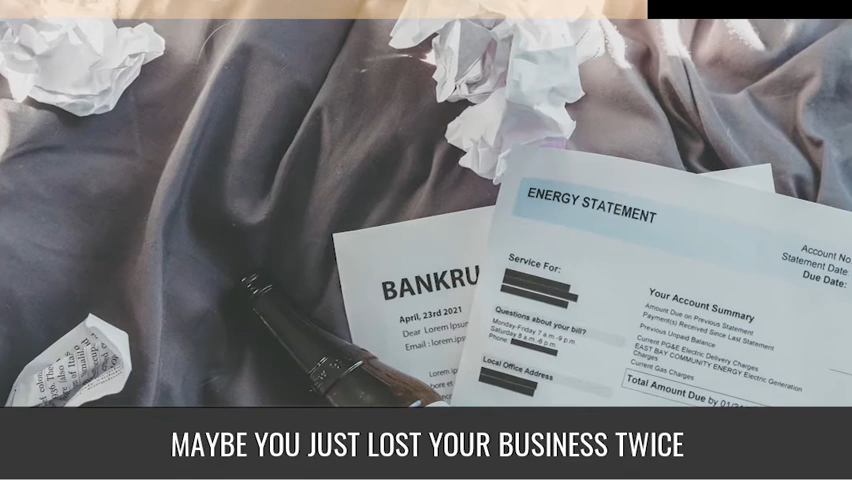 ENERGY STATEMENT
Account No
Statement Date:
Due Date:
Service For:
Your Account Summary
Amount Due on Previous Statement
Payment(s) Received Since Last Statement
Previous Unpaid Balance
Current PG&E Electric Delivery Charges
EAST BAY COMMUNITY ENERGY Electric Generation
Charges
Current Gas Charges
Total Amount Due by
Questions about your bill?
Monday-Friday 7 a.m.-9 p.m.
Saturday 8 a.m.-6 p.m.
Phone:
Local Office Address
BANKRU
April, 23rd 2021
Dear Lorem Ipsum
Email : lorem.ips
MAYBE YOU JUST LOST YOUR BUSINESS TWICE